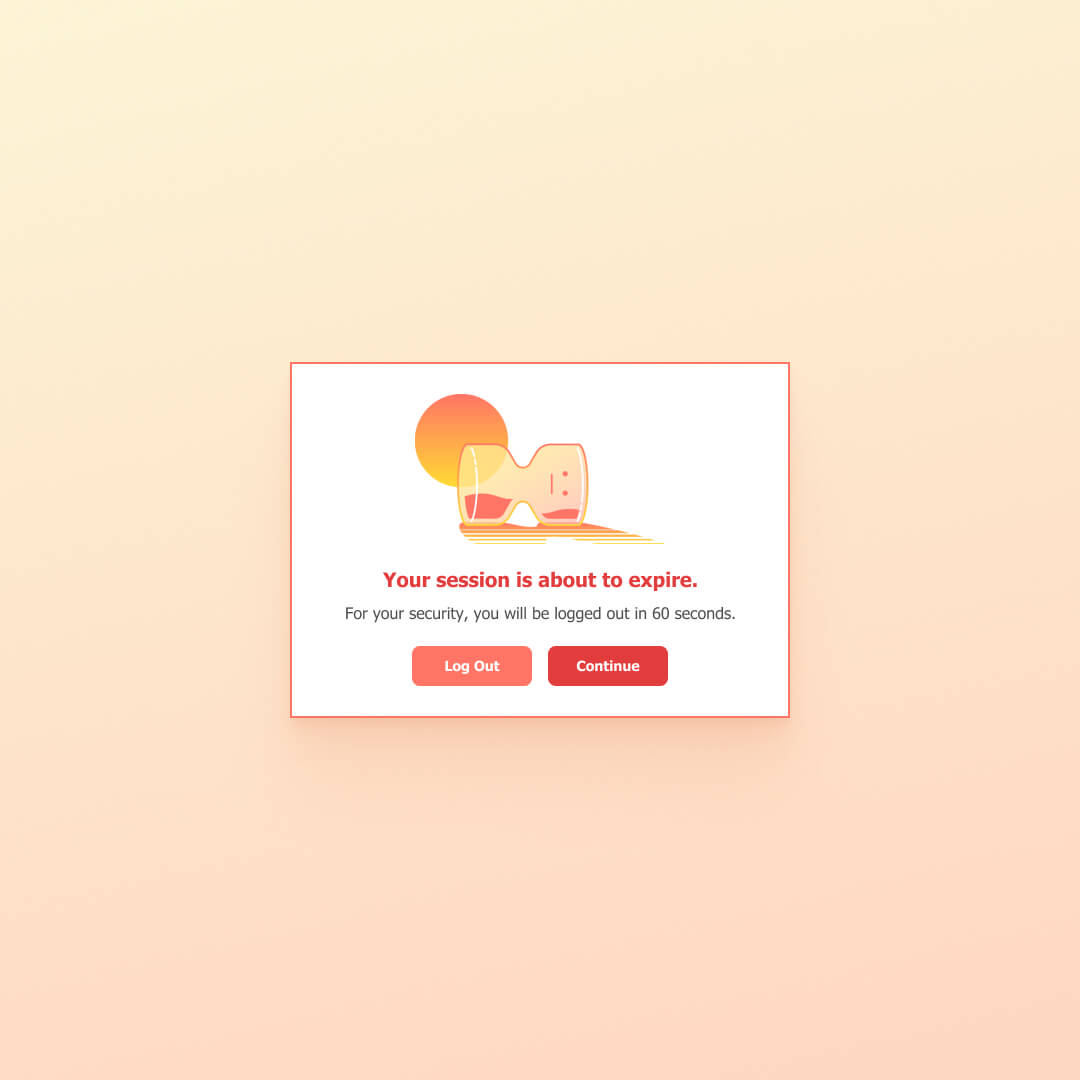 Your session is about to expire.
For your security, you will be logged out in 60 seconds.
Log Out
Continue